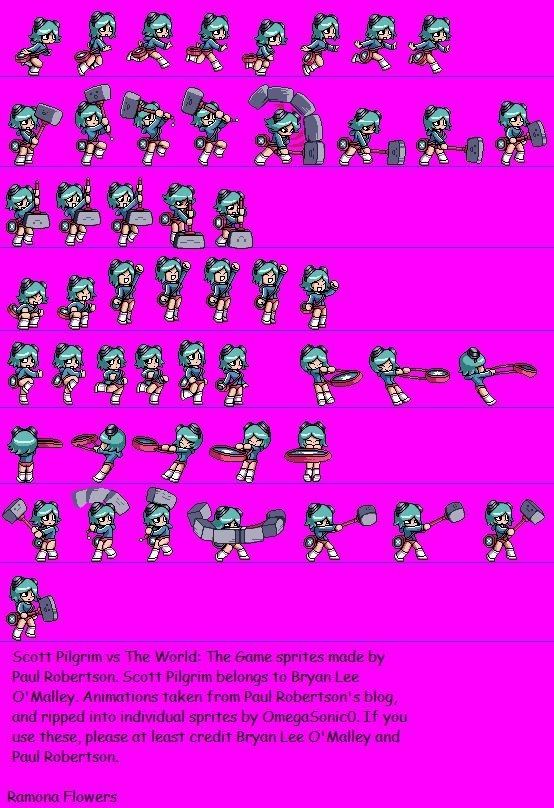 Scott Pilgrim vs The World: The Game sprites made by
Paul Robertson. Scott Pilgrim belongs to Bryan Lee
O'Malley. Animations taken from Paul Robertson's blog,
and ripped into individual sprites by OmegaSonic0. If you
use these, please at least credit Bryan Lee O'Malley and
Paul Robertson.
Ramona Flowers